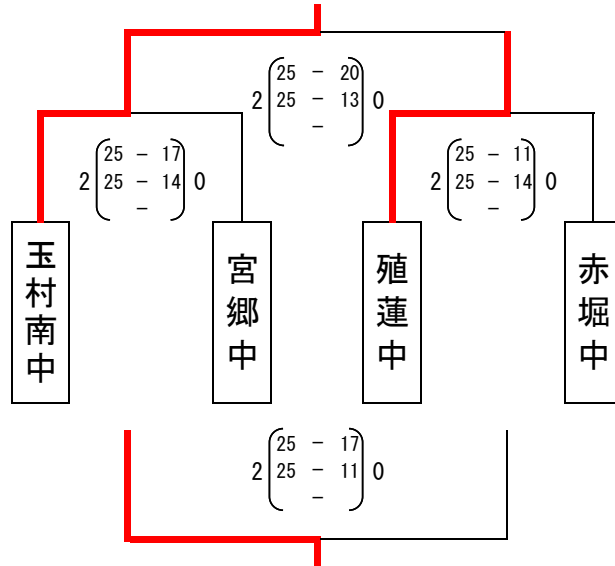 25 － 20
2 25 － 13 0
－
25 － 17
2 25 － 14 0
－
25 － 11
2 25 － 14 0
－
玉村南中
宮郷中
殖蓮中
赤堀中
25 － 17
2 25 － 11 0
－